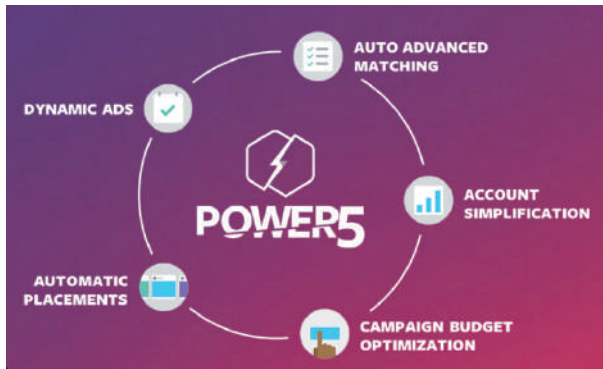 AUTO ADVANCED
MATCHING
DYNAMIC ADS
POWER5
ACCOUNT
SIMPLIFICATION
AUTOMATIC
PLACEMENTS
CAMPAIGN BUDGET
OPTIMIZATION